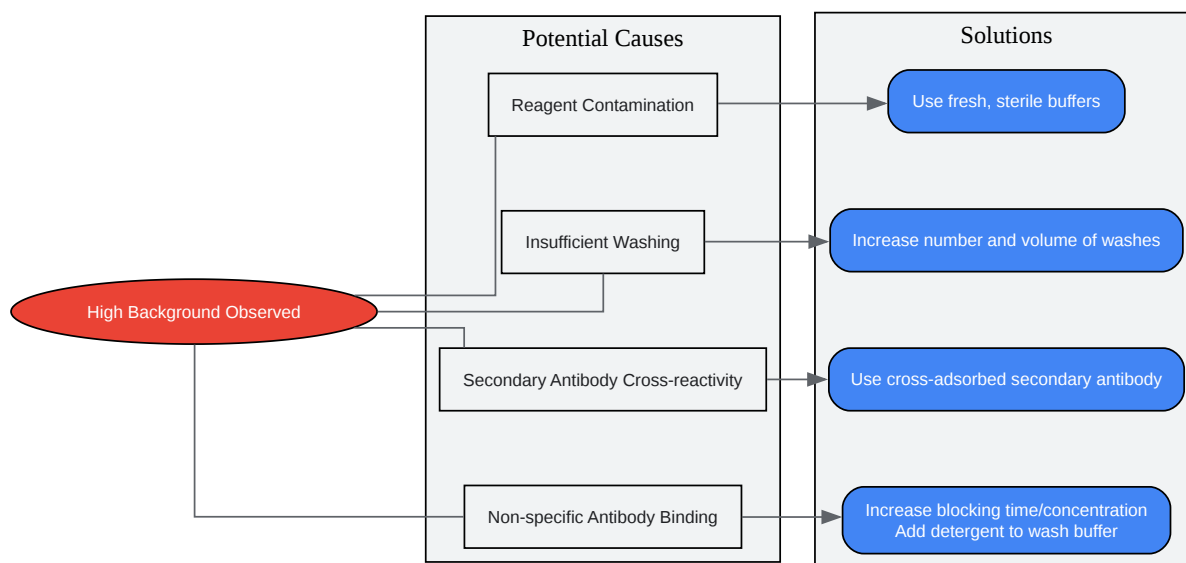 Potential Causes
Solutions
Reagent Contamination
Use fresh, sterile buffers
Insufficient Washing
Increase number and volume of washes
High Background Observed
Secondary Antibody Cross-reactivity
Use cross-adsorbed secondary antibody
Non-specific Antibody Binding
Increase blocking time/concentration
Add detergent to wash buffer